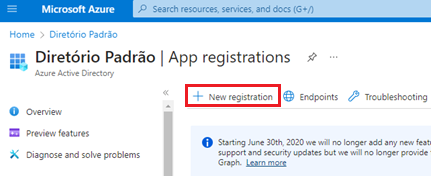 Microsoft Azure
Search resources, services, and docs (G+/)
Home > Diretório Padrão
Diretório Padrão | App registrations
Azure Active Directory
Overview
Preview features
Diagnose and solve problems
New registration
Endpoints
Troubleshooting
Starting June 30th, 2020 we will no longer add any new
support and security updates but we will no longer provide
Graph. Learn more